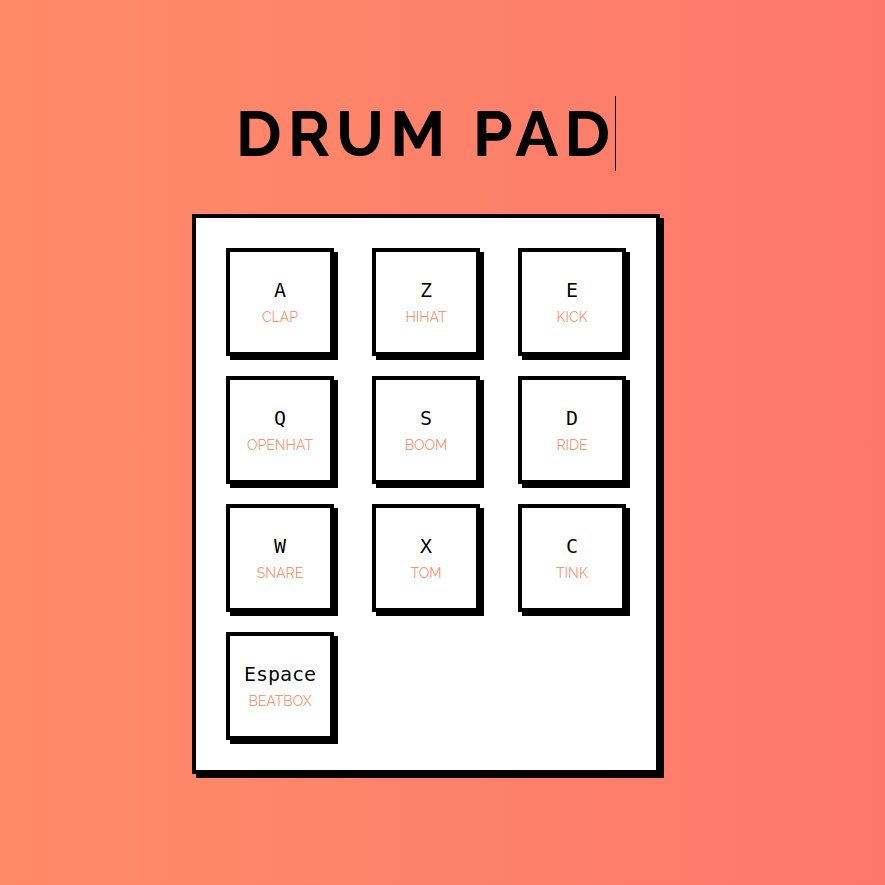 DRUM PAD
A
CLAP
Z
HIHAT
E
KICK
Q
OPENHAT
S
BOOM
D
RIDE
W
SNARE
X
TOM
C
TINK
Espace
BEATBOX